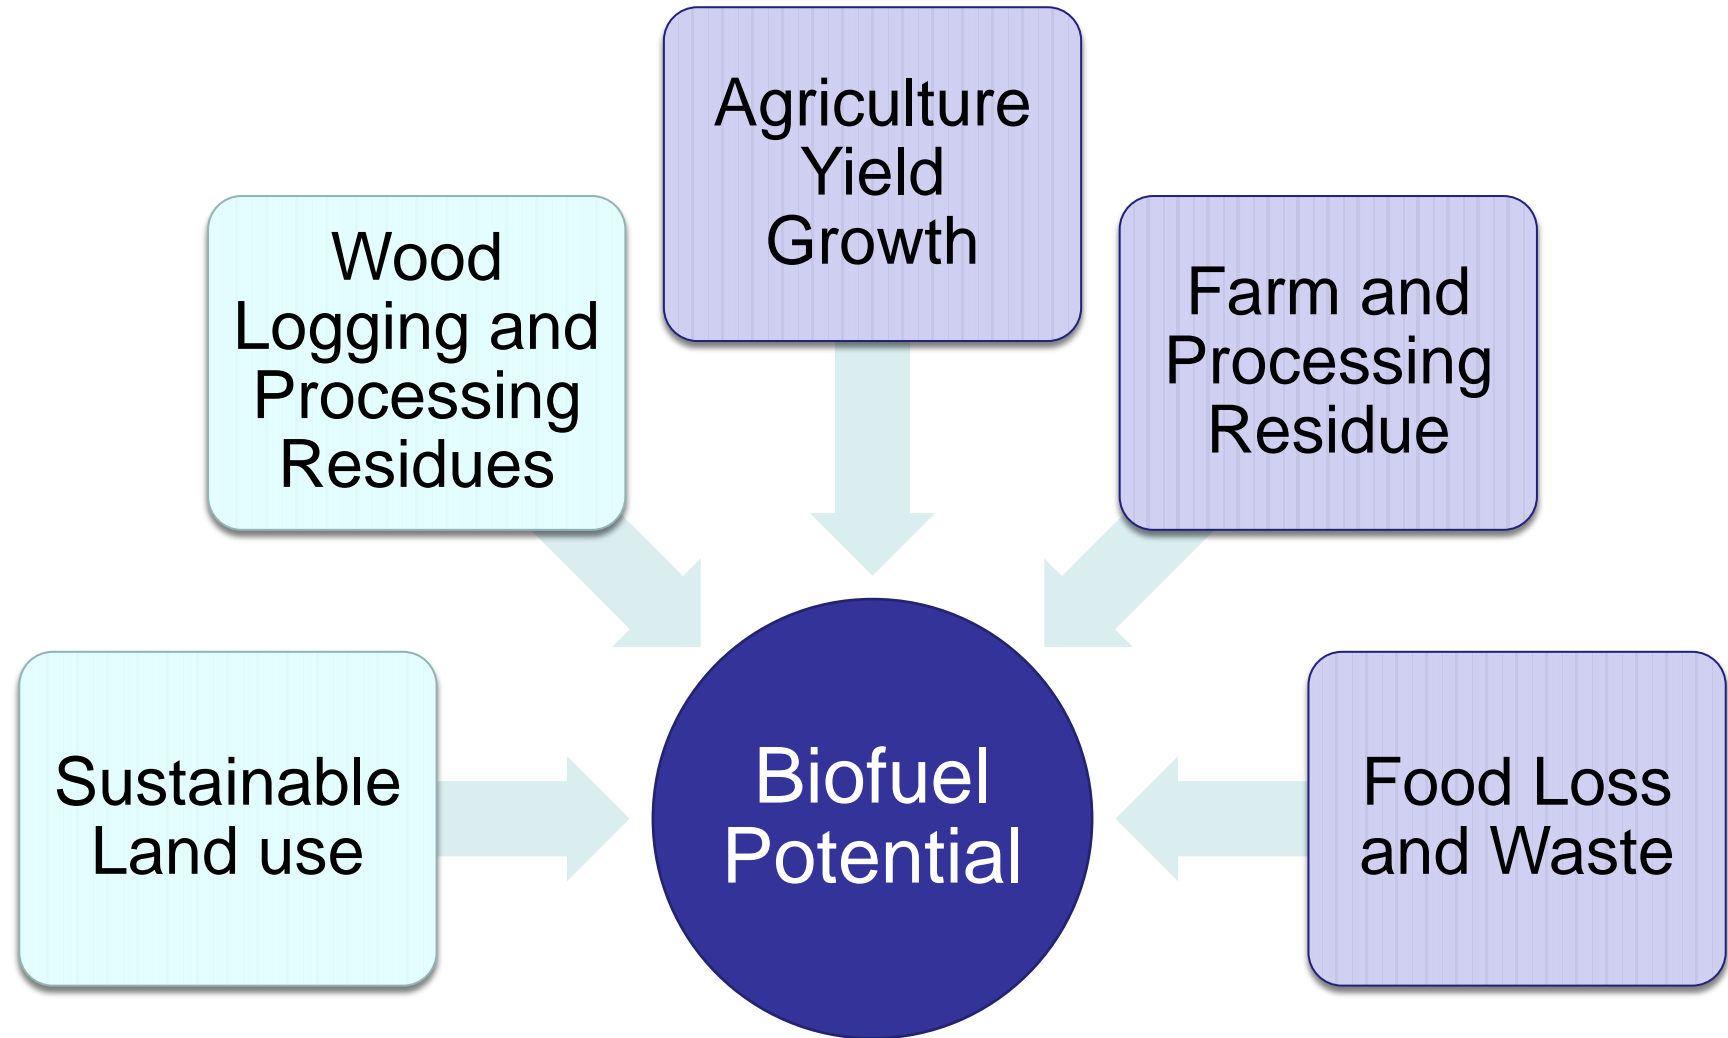 Agriculture
Yield
Growth
Wood
Logging and
Processing
Residues
Farm and
Processing
Residue
Sustainable
Land use
Biofuel
Potential
Food Loss
and Waste